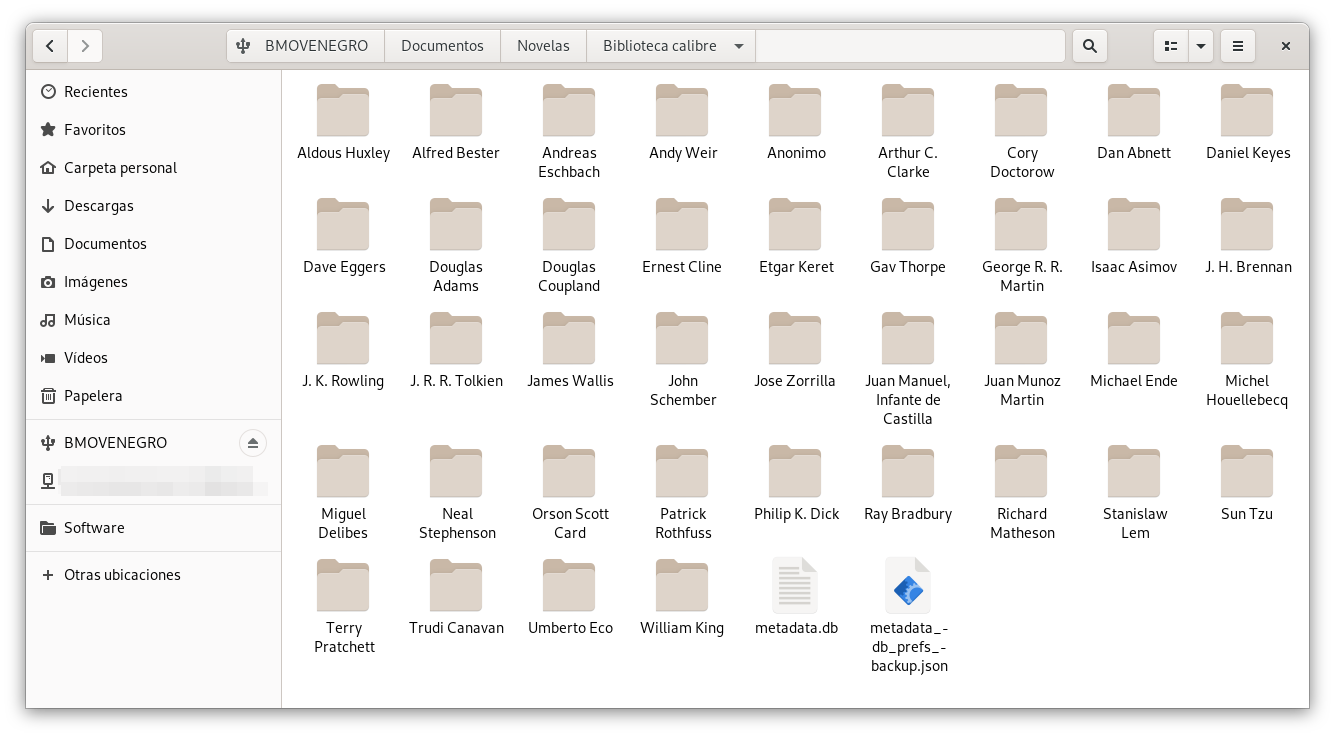 BMOVENEGRO Documentos Novelas Biblioteca calibre
Recientes
Favoritos
Carpeta personal
Descargas
Documentos
Imágenes
Música
Vídeos
Papelera
BMOVENEGRO
Software
Otras ubicaciones
Aldous Huxley
Alfred Bester
Andreas
Eschbach
Andy Weir
Anonimo
Arthur C.
Clarke
Cory
Doctorow
Dan Abnett
Daniel Keyes
Dave Eggers
Douglas
Adams
Douglas
Coupland
Ernest Cline
Etgar Keret
Gav Thorpe
George R. R.
Martin
Isaac Asimov
J. H. Brennan
J. K. Rowling
J. R. R. Tolkien
James Wallis
John
Schember
Jose Zorrilla
Juan Manuel,
Infante de
Castilla
Juan Munoz
Martin
Michael Ende
Michel
Houellebecq
Miguel
Delibes
Neal
Stephenson
Orson Scott
Card
Patrick
Rothfuss
Philip K. Dick
Ray Bradbury
Richard
Matheson
Stanislaw
Lem
Sun Tzu
Terry
Pratchett
Trudi Canavan
Umberto Eco
William King
metadata.db
metadata_-
db_prefs_-
backup.json